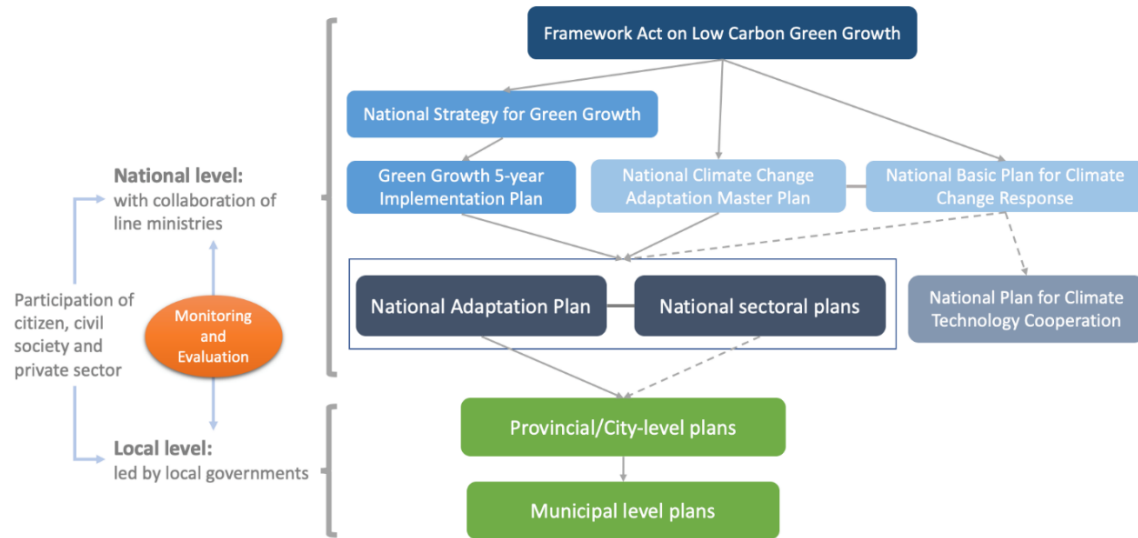 Framework Act on Low Carbon Green Growth
National Strategy for Green Growth
Green Growth 5-year
Implementation Plan
National Climate Change
Adaptation Master Plan
National Basic Plan for Climate
Change Response
National level:
with collaboration of
line ministries
Participation of
citizen, civil
society and
private sector
Monitoring
and
Evaluation
National Adaptation Plan
National sectoral plans
National Plan for Climate
Technology Cooperation
Local level:
led by local governments
Provincial/City-level plans
Municipal level plans